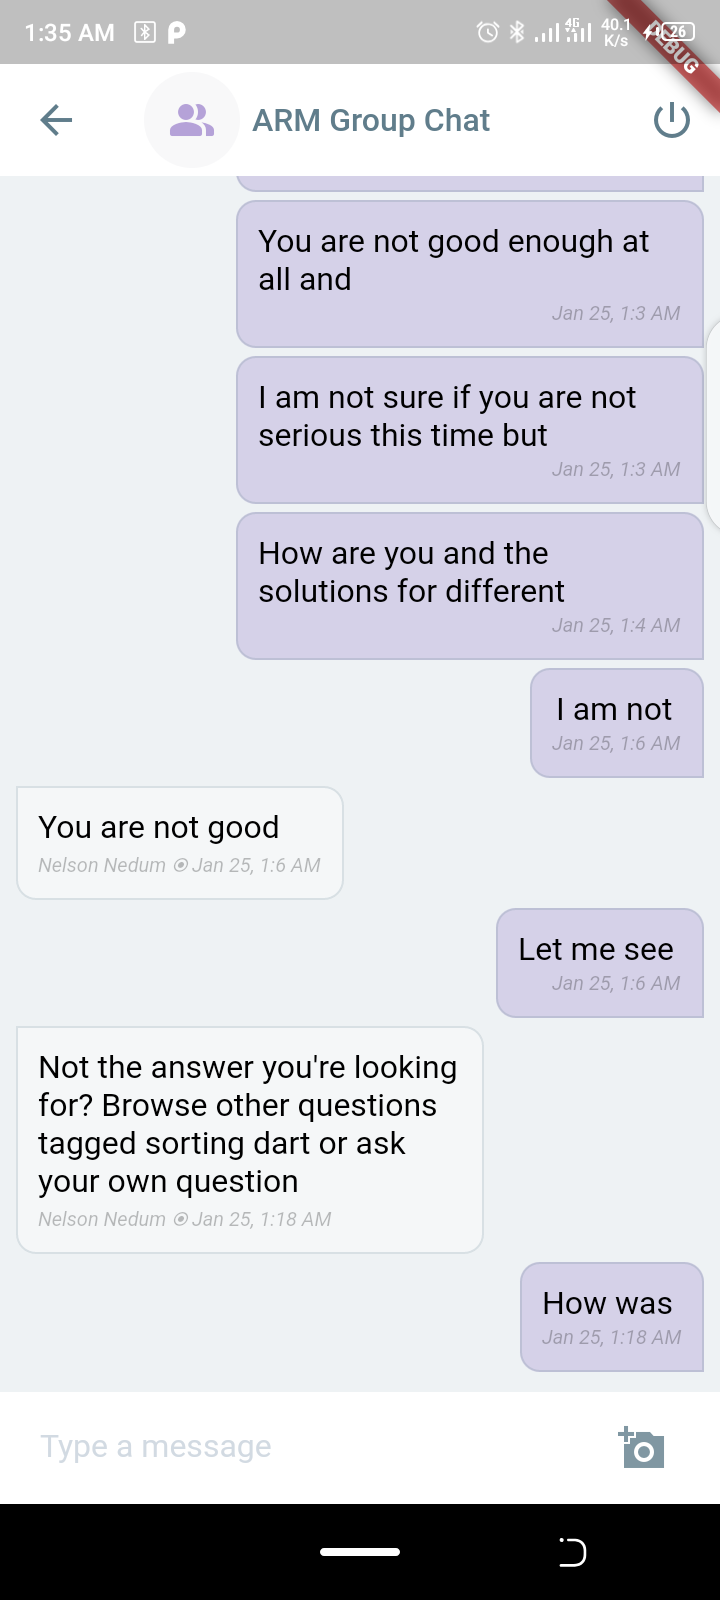 1:35 AM
4G
40.1
K/s
26
DEBUG
ARM Group Chat
You are not good enough at
all and
Jan 25, 1:3 AM
I am not sure if you are not
serious this time but
Jan 25, 1:3 AM
How are you and the
solutions for different
Jan 25, 1:4 AM
I am not
Jan 25, 1:6 AM
You are not good
Nelson Nedum ⦿ Jan 25, 1:6 AM
Let me see
Jan 25, 1:6 AM
Not the answer you're looking
for? Browse other questions
tagged sorting dart or ask
your own question
Nelson Nedum ⦿ Jan 25, 1:18 AM
How was
Jan 25, 1:18 AM
Type a message